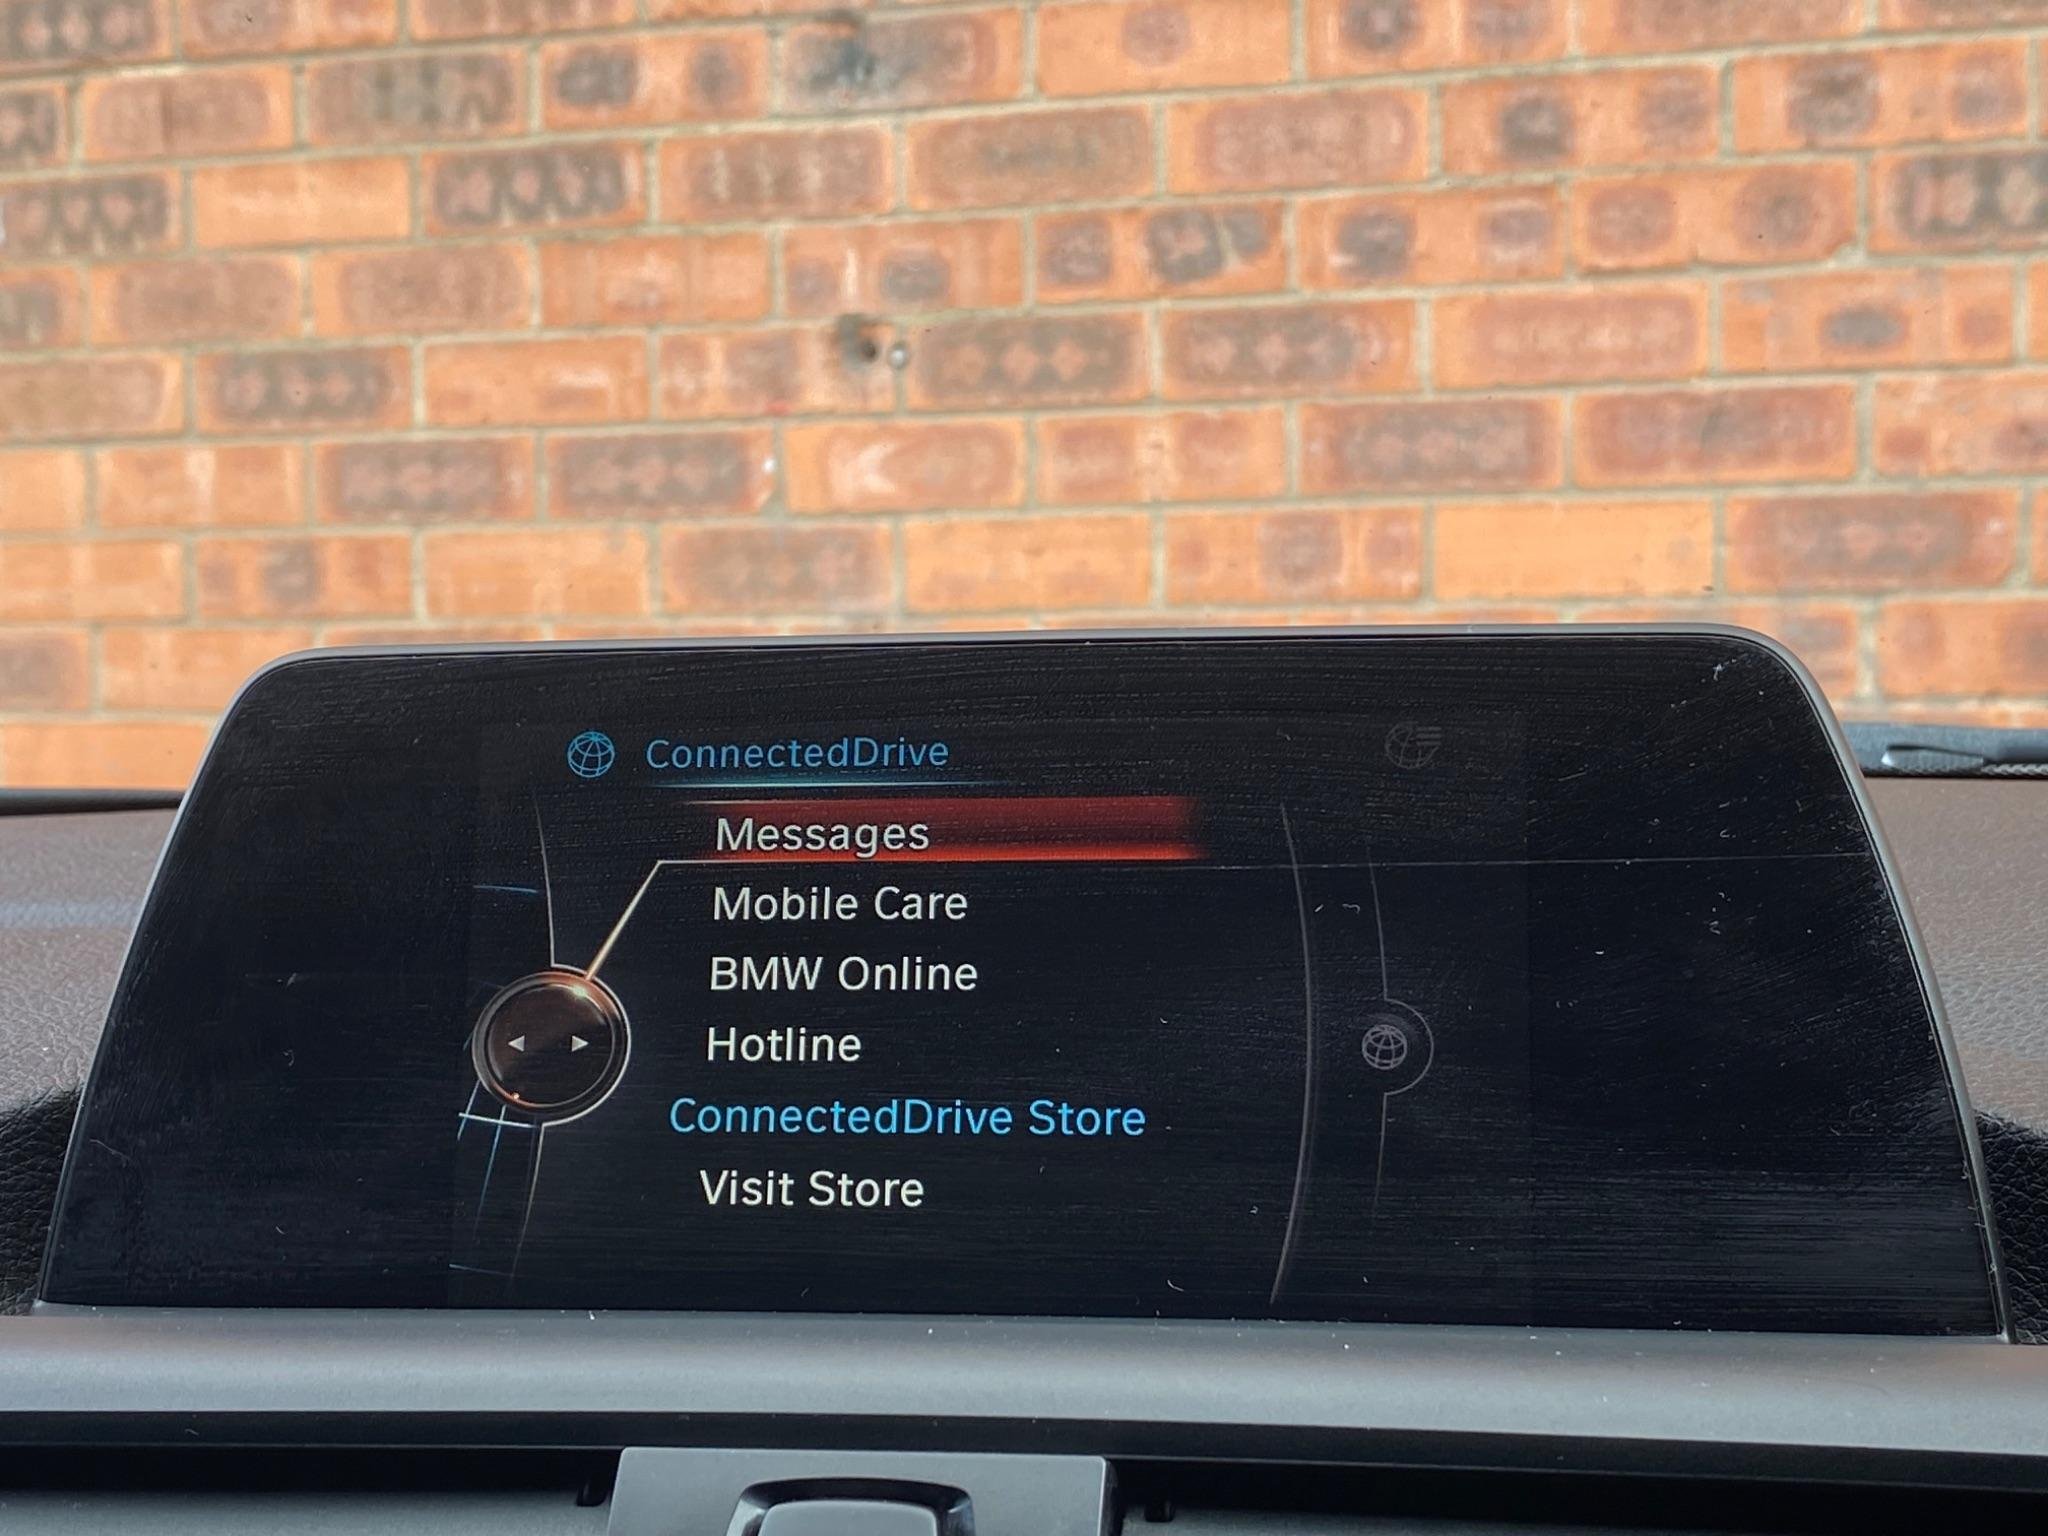 ConnectedDrive
Messages
Mobile Care
BMW Online
Hotline
ConnectedDrive Store
Visit Store